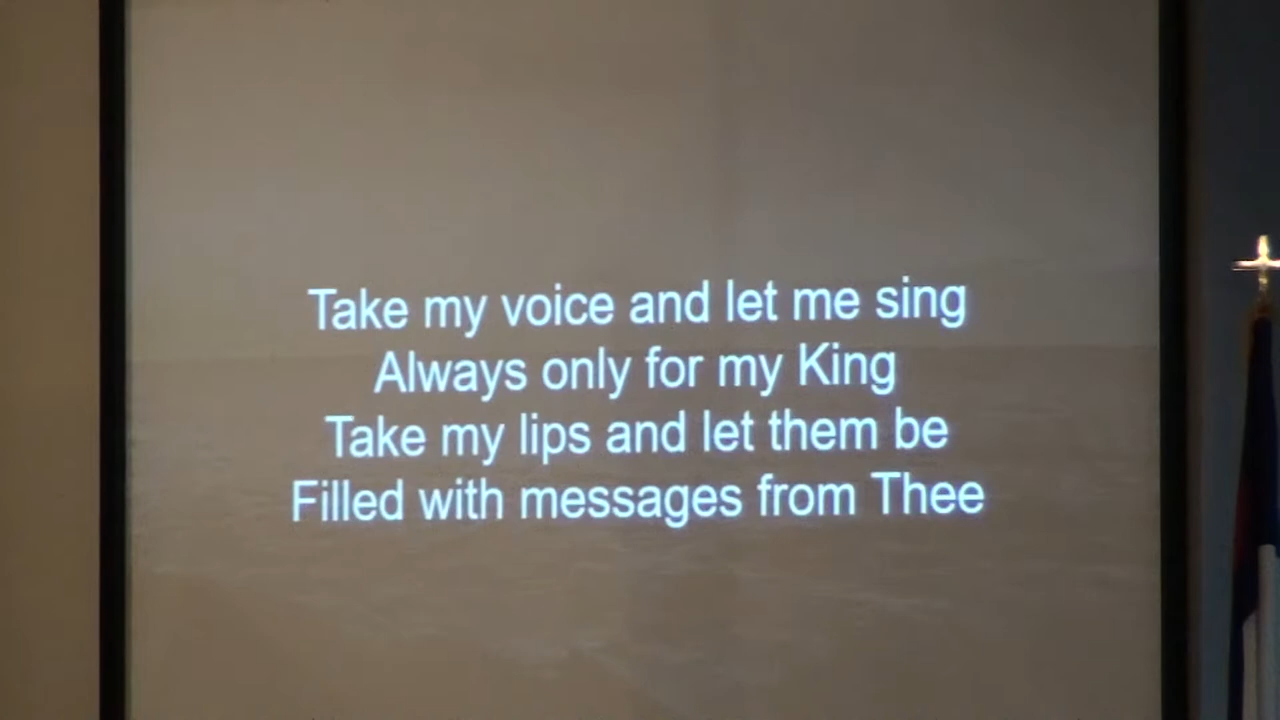 Take my voice and let me sing
Always only for my King
Take my lips and let them be
Filled with messages from Thee